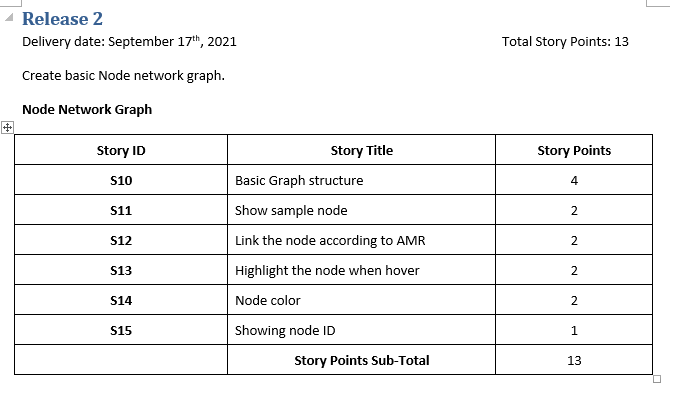 Release 2
Delivery date: September 17th, 2021 Total Story Points: 13
Create basic Node network graph.
Node Network Graph
Story ID Story Title Story Points
S10 Basic Graph structure 4
S11 Show sample node 2
S12 Link the node according to AMR 2
S13 Highlight the node when hover 2
S14 Node color 2
S15 Showing node ID 1
Story Points Sub-Total 13